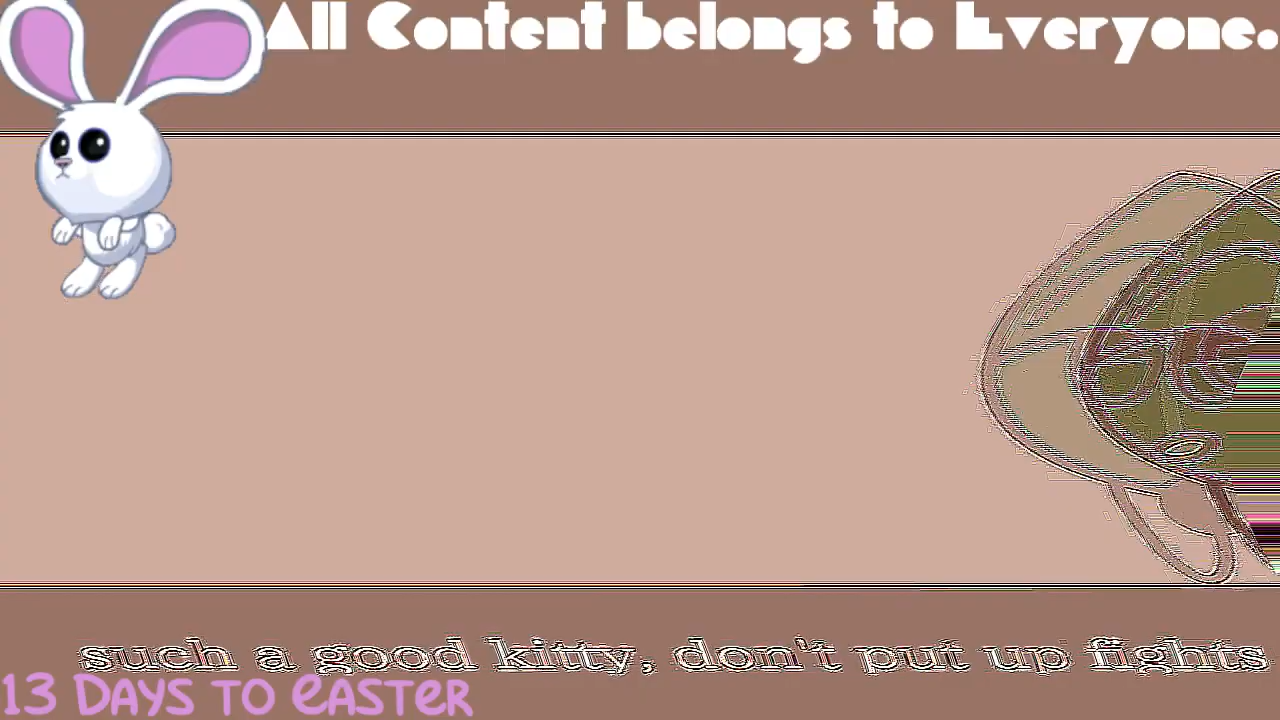 All Content belongs to Everyone.
such a good kitty, don't put up fights
13 DAYS TO EASTER